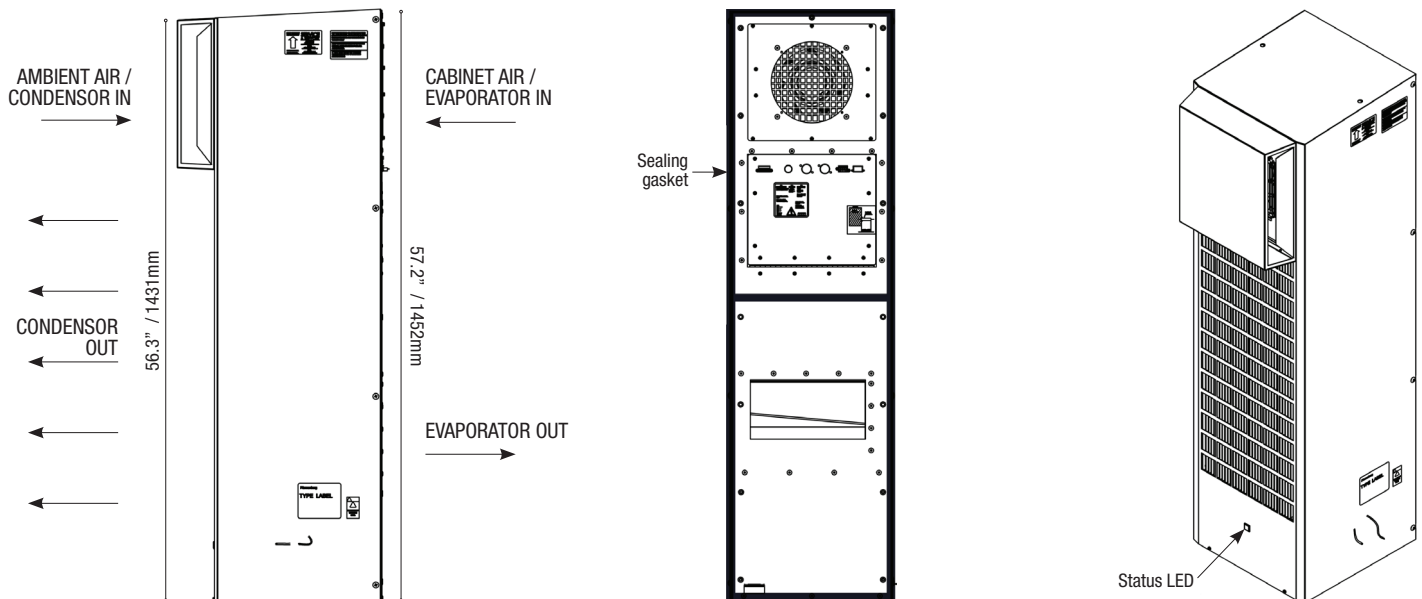 AMBIENT AIR /
CONDENSOR IN
CONDENSOR
OUT
56.3” / 1431mm
57.2” / 1452mm
CABINET AIR /
EVAPORATOR IN
EVAPORATOR OUT
TYPE LABEL
Sealing
gasket
TYPE LABEL
Status LED